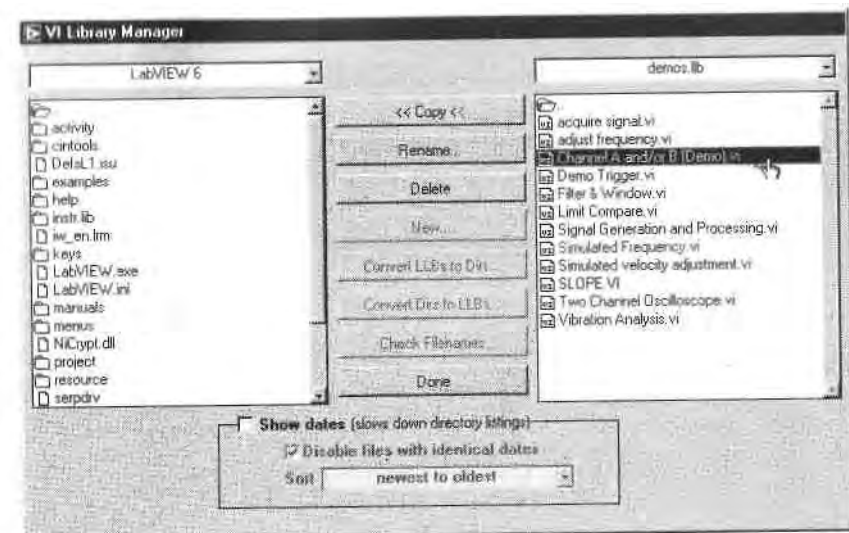 VI Library Manager
LabVIEW 6
activity
cintools
DelsL1.isu
examples
help
instr.lib
iw_en.lrm
keys
LabVIEW.exe
LabVIEW.ini
manuals
menus
NiCrypt.dll
project
resource
serpdrv
<< Copy <<
Rename...
Delete
New...
Convert LLBs to Dirs...
Convert Dirs to LLBs...
Check Filenames
Done
demos.llb
..
acquire signal.vi
adjust frequency.vi
Channel A and/or B (Demo).vi
Demo Trigger.vi
Filter & Window.vi
Limit Compare.vi
Signal Generation and Processing.vi
Simulated Frequency.vi
Simulated velocity adjustment.vi
SLOPE.VI
Two Channel Oscilloscope.vi
Vibration Analysis.vi
Show dates (slows down directory listings)
Disable files with identical dates
Sort
newest to oldest